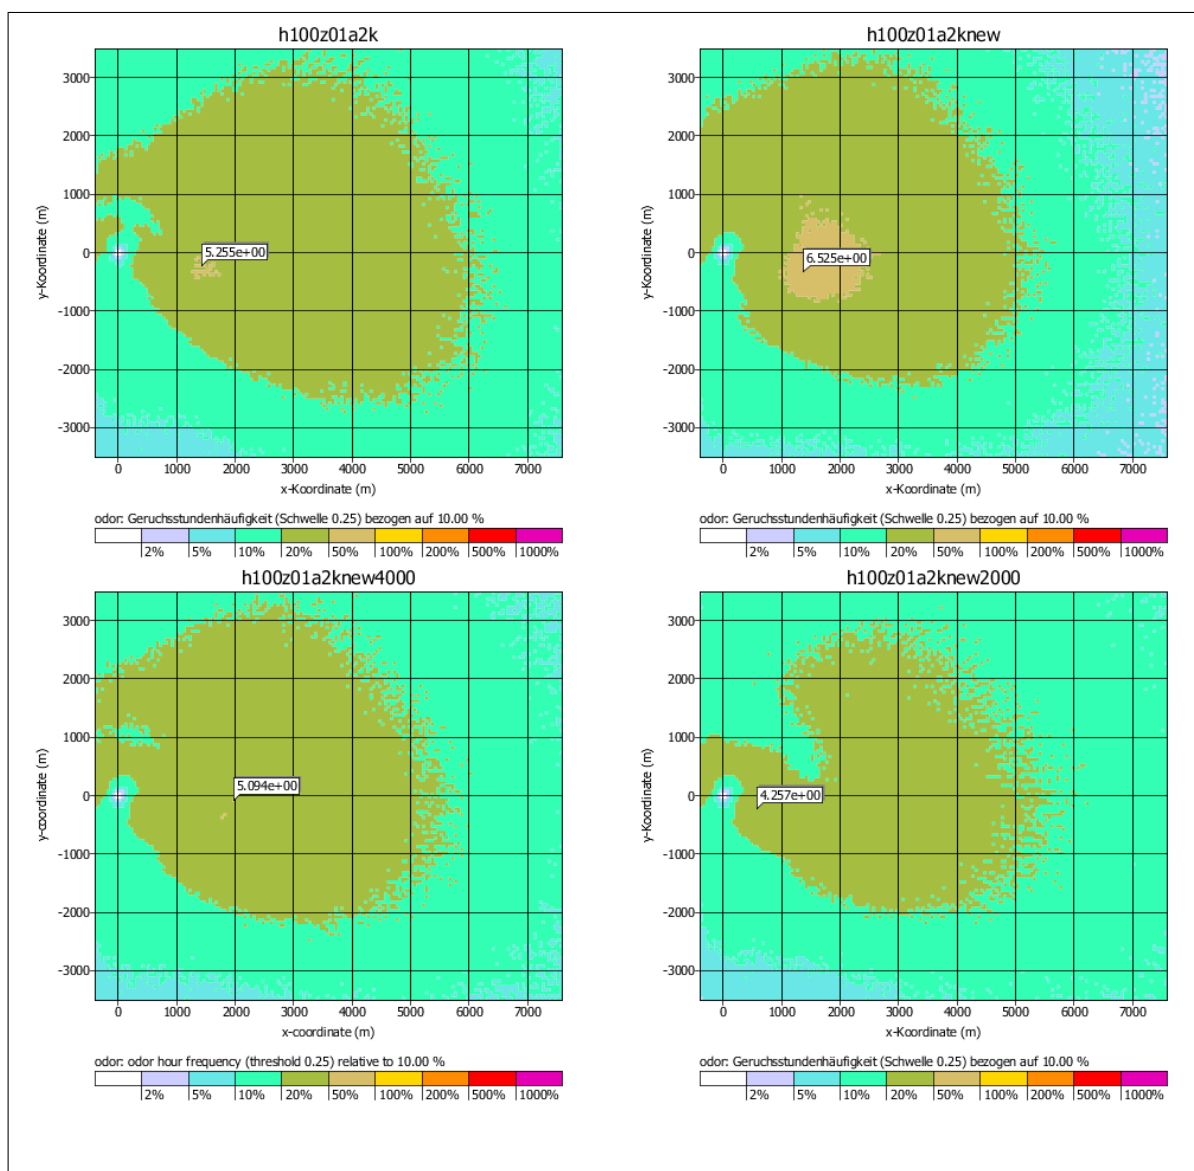 h100z01a2k
3500
3000
2000
1000
0
-1000
-2000
-3000
y-Koordinate (m)
5.255e+00
0 1000 2000 3000 4000 5000 6000 7000
x-Koordinate (m)
odor: Geruchsstundenhäufigkeit (Schwelle 0.25) bezogen auf 10.00 %
2% 5% 10% 20% 50% 100% 200% 500% 1000%
h100z01a2knew
3000
2000
1000
0
-1000
-2000
-3000
y-Koordinate (m)
6.525e+00
0 1000 2000 3000 4000 5000 6000 7000
x-Koordinate (m)
odor: Geruchsstundenhäufigkeit (Schwelle 0.25) bezogen auf 10.00 %
2% 5% 10% 20% 50% 100% 200% 500% 1000%
h100z01a2knew4000
3000
2000
1000
0
-1000
-2000
-3000
y-coordinate (m)
5.094e+00
0 1000 2000 3000 4000 5000 6000 7000
x-coordinate (m)
odor: odor hour frequency (threshold 0.25) relative to 10.00 %
2% 5% 10% 20% 50% 100% 200% 500% 1000%
h100z01a2knew2000
3000
2000
1000
0
-1000
-2000
-3000
y-Koordinate (m)
4.257e+00
0 1000 2000 3000 4000 5000 6000 7000
x-Koordinate (m)
odor: Geruchsstundenhäufigkeit (Schwelle 0.25) bezogen auf 10.00 %
2% 5% 10% 20% 50% 100% 200% 500% 1000%